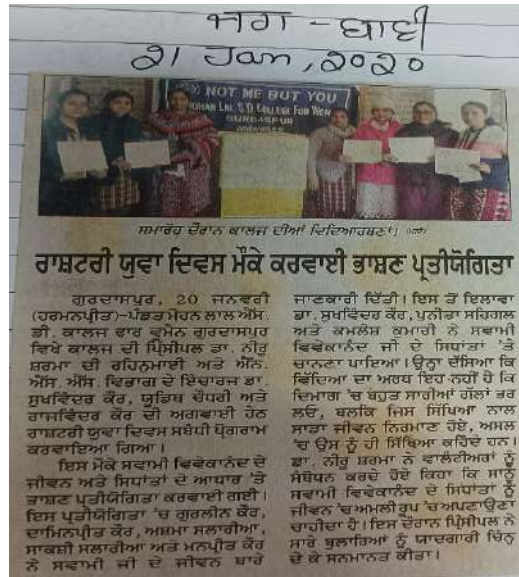 ਜਗ - ਬਾਣੀ
21 Jan, 2020
NOT ME BUT YOU
MOHAN LAL S.D. COLLEGE FOR WOMEN
GURDASPUR
ਸਮਾਰੋਹ ਦੌਰਾਨ ਕਾਲਜ ਦੀਆਂ ਵਿਦਿਆਰਥਣਾਂ।
ਰਾਸ਼ਟਰੀ ਯੁਵਾ ਦਿਵਸ ਮੌਕੇ ਕਰਵਾਈ ਭਾਸ਼ਣ ਪ੍ਰਤੀਯੋਗਿਤਾ
ਗੁਰਦਾਸਪੁਰ, 20 ਜਨਵਰੀ
(ਹਰਮਨਪ੍ਰੀਤ)-ਪੰਡਤ ਮੋਹਨ ਲਾਲ ਐੱਸ.
ਡੀ. ਕਾਲਜ ਫਾਰ ਵੂਮੈਨ ਗੁਰਦਾਸਪੁਰ
ਵਿਖੇ ਕਾਲਜ ਦੀ ਪ੍ਰਿੰਸੀਪਲ ਡਾ. ਨੀਰੂ
ਸ਼ਰਮਾ ਦੀ ਰਹਿਨੁਮਾਈ ਅਤੇ ਐੱਨ.
ਐੱਸ. ਐੱਸ. ਵਿਭਾਗ ਦੇ ਇੰਚਾਰਜ ਡਾ.
ਸੁਖਵਿੰਦਰ ਕੌਰ, ਯੂਡਿਥ ਚੌਧਰੀ ਅਤੇ
ਰਾਜਵਿੰਦਰ ਕੌਰ ਦੀ ਅਗਵਾਈ ਹੇਠ
ਰਾਸ਼ਟਰੀ ਯੁਵਾ ਦਿਵਸ ਸਬੰਧੀ ਪ੍ਰੋਗਰਾਮ
ਕਰਵਾਇਆ ਗਿਆ।
ਇਸ ਮੌਕੇ ਸਵਾਮੀ ਵਿਵੇਕਾਨੰਦ ਦੇ
ਜੀਵਨ ਅਤੇ ਸਿਧਾਂਤਾਂ ਦੇ ਆਧਾਰ 'ਤੇ
ਭਾਸ਼ਣ ਪ੍ਰਤੀਯੋਗਿਤਾ ਕਰਵਾਈ ਗਈ।
ਇਸ ਪ੍ਰਤੀਯੋਗਿਤਾ 'ਚ ਗੁਰਲੀਨ ਕੌਰ,
ਦਾਮਿਨਪ੍ਰੀਤ ਕੌਰ, ਅਸ਼ਮਾ ਸਲਾਰੀਆ,
ਸਾਕਸ਼ੀ ਸਲਾਰੀਆ ਅਤੇ ਮਨਪ੍ਰੀਤ ਕੌਰ
ਨੇ ਸਵਾਮੀ ਜੀ ਦੇ ਜੀਵਨ ਬਾਰੇ
ਜਾਣਕਾਰੀ ਦਿੱਤੀ। ਇਸ ਤੋਂ ਇਲਾਵਾ
ਡਾ. ਸੁਖਵਿੰਦਰ ਕੌਰ, ਪੁਨੀਤਾ ਸਹਿਗਲ
ਅਤੇ ਕਮਲੇਸ਼ ਕੁਮਾਰੀ ਨੇ ਸਵਾਮੀ
ਵਿਵੇਕਾਨੰਦ ਜੀ ਦੇ ਸਿਧਾਂਤਾਂ 'ਤੇ
ਚਾਨਣਾ ਪਾਇਆ। ਉਨ੍ਹਾਂ ਦੱਸਿਆ ਕਿ
ਵਿੱਦਿਆ ਦਾ ਅਰਥ ਇਹ ਨਹੀਂ ਹੈ ਕਿ
ਦਿਮਾਗ 'ਚ ਬਹੁਤ ਸਾਰੀਆਂ ਗੱਲਾਂ ਭਰ
ਲਓ, ਬਲਕਿ ਜਿਸ ਸਿੱਖਿਆ ਨਾਲ
ਸਾਡਾ ਜੀਵਨ ਨਿਰਮਾਣ ਹੋਏ, ਅਸਲ
'ਚ ਉਸ ਨੂੰ ਹੀ ਸਿੱਖਿਆ ਕਹਿੰਦੇ ਹਨ।
ਡਾ. ਨੀਰੂ ਸ਼ਰਮਾ ਨੇ ਵਾਲੰਟੀਅਰਾਂ ਨੂੰ
ਸੰਬੋਧਨ ਕਰਦੇ ਹੋਏ ਕਿਹਾ ਕਿ ਸਾਨੂੰ
ਸਵਾਮੀ ਵਿਵੇਕਾਨੰਦ ਦੇ ਸਿਧਾਂਤਾਂ ਨੂੰ
ਜੀਵਨ 'ਚ ਅਮਲੀ ਰੂਪ 'ਚ ਅਪਣਾਉਣਾ
ਚਾਹੀਦਾ ਹੈ। ਇਸ ਦੌਰਾਨ ਪ੍ਰਿੰਸੀਪਲ ਨੇ
ਸਾਰੇ ਬੁਲਾਰਿਆਂ ਨੂੰ ਯਾਦਗਾਰੀ ਚਿੰਨ੍ਹ
ਦੇ ਕੇ ਸਨਮਾਨਤ ਕੀਤਾ।